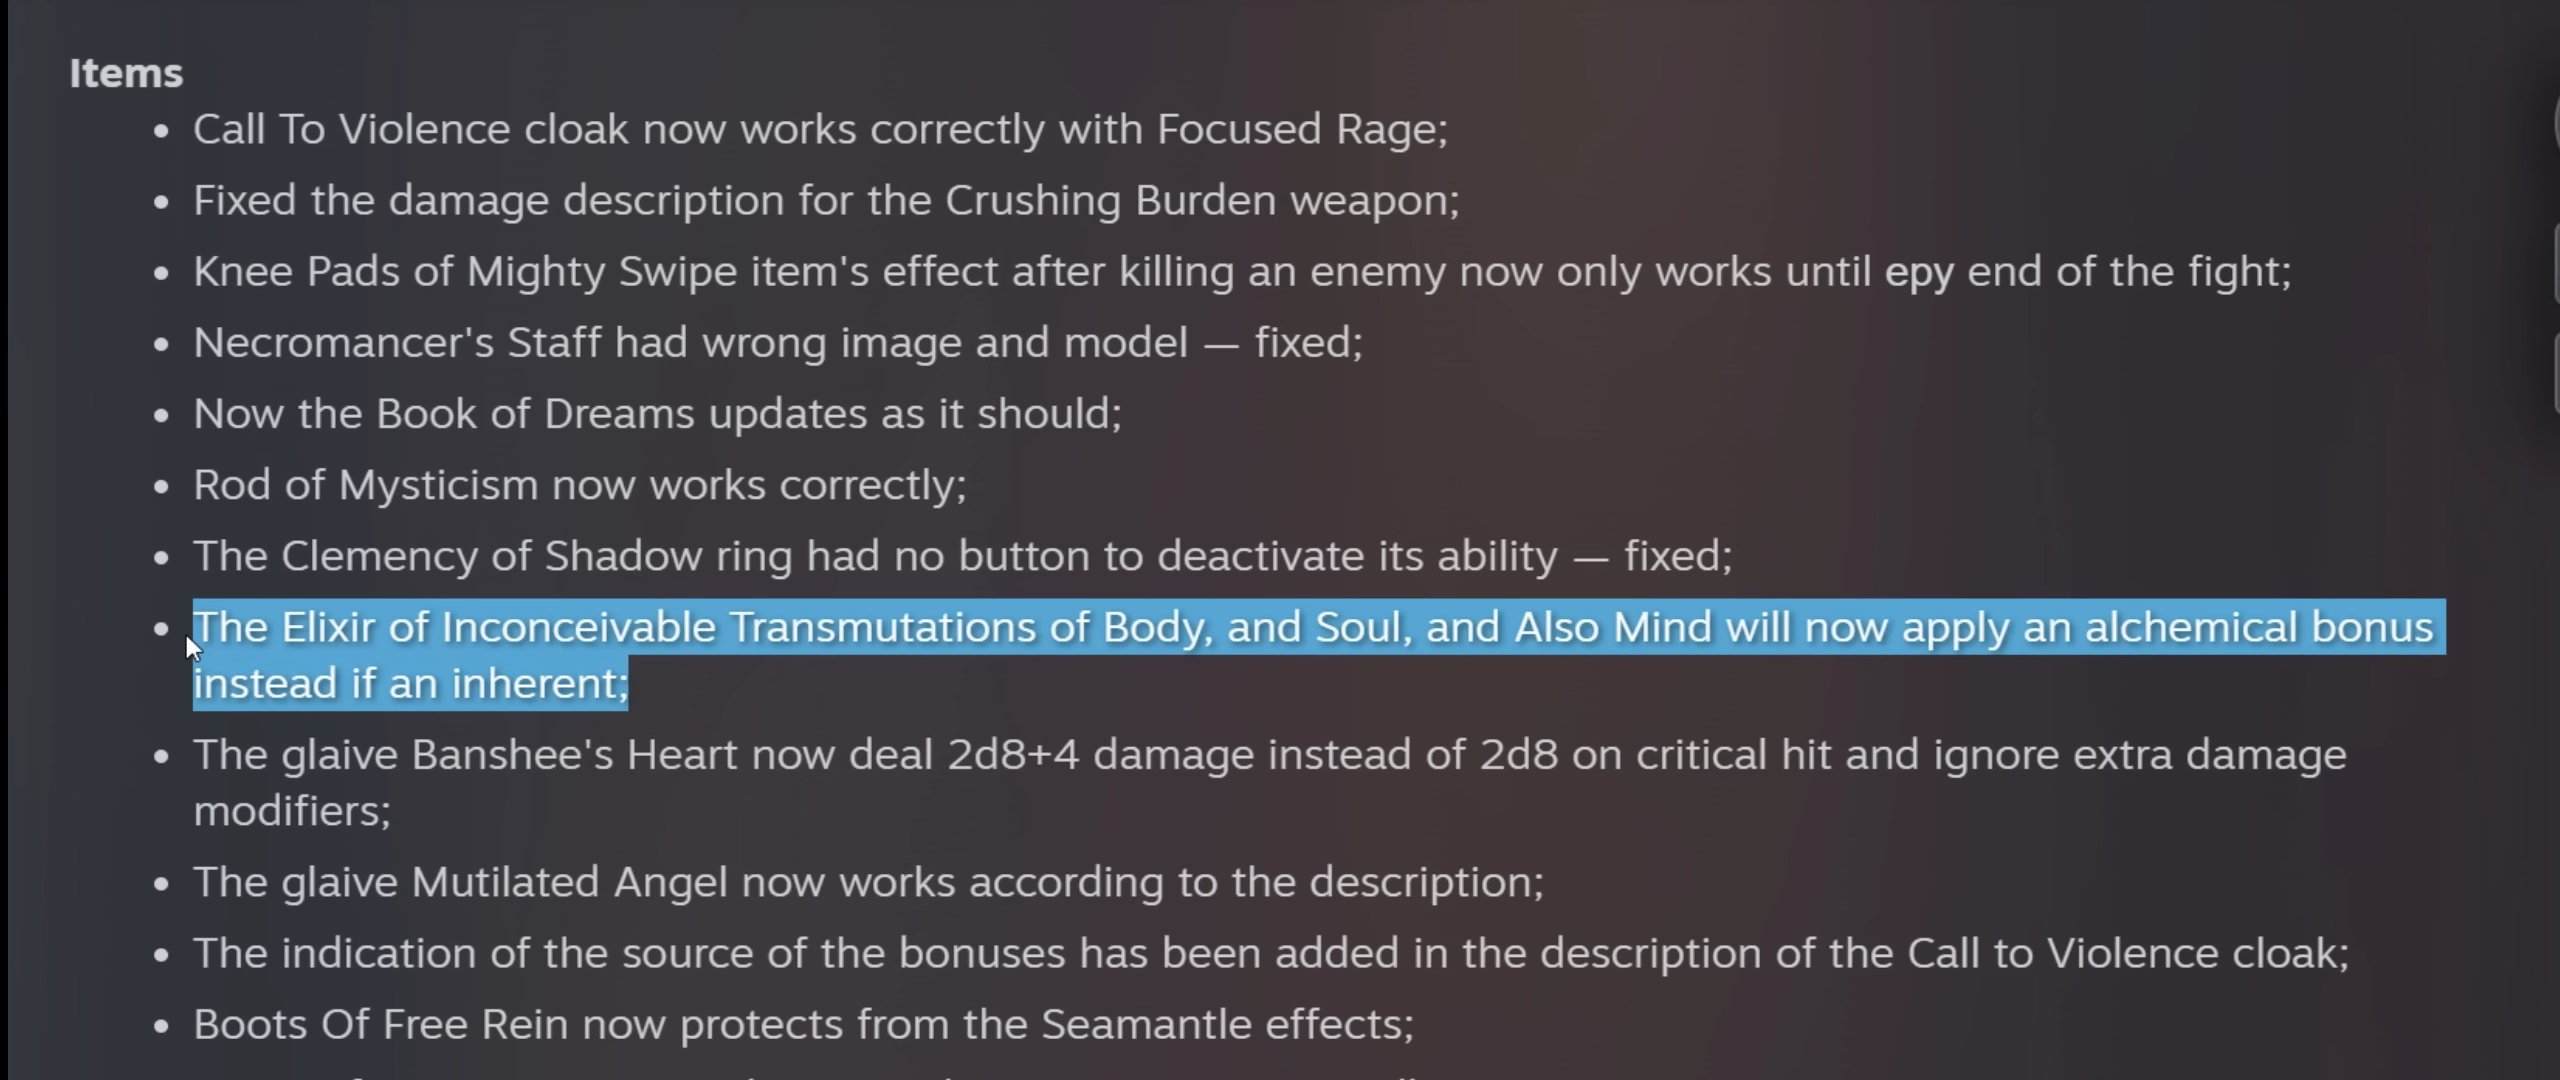 Items
Call To Violence cloak now works correctly with Focused Rage;
Fixed the damage description for the Crushing Burden weapon;
Knee Pads of Mighty Swipe item's effect after killing an enemy now only works until epy end of the fight;
Necromancer's Staff had wrong image and model — fixed;
Now the Book of Dreams updates as it should;
Rod of Mysticism now works correctly;
The Clemency of Shadow ring had no button to deactivate its ability — fixed;
The Elixir of Inconceivable Transmutations of Body, and Soul, and Also Mind will now apply an alchemical bonus
instead if an inherent;
The glaive Banshee's Heart now deal 2d8+4 damage instead of 2d8 on critical hit and ignore extra damage
modifiers;
The glaive Mutilated Angel now works according to the description;
The indication of the source of the bonuses has been added in the description of the Call to Violence cloak;
Boots Of Free Rein now protects from the Seamantle effects;